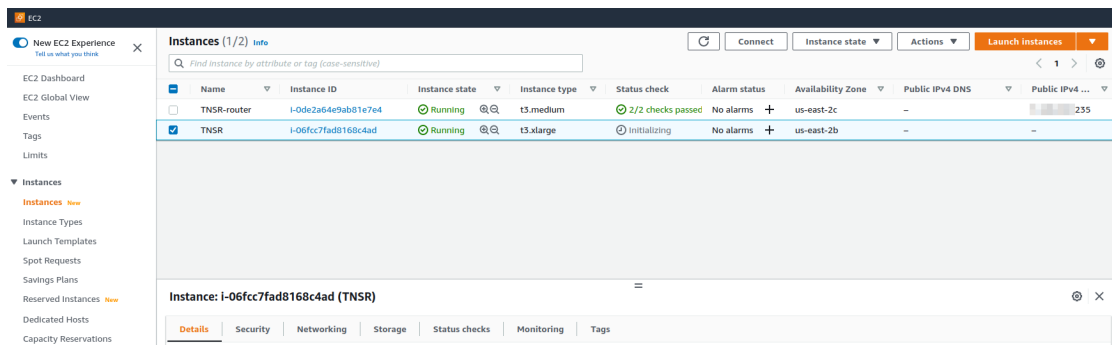 EC2
New EC2 Experience
Tell us what you think
EC2 Dashboard
EC2 Global View
Events
Tags
Limits
Instances
Instances New
Instance Types
Launch Templates
Spot Requests
Savings Plans
Reserved Instances New
Dedicated Hosts
Capacity Reservations
Instances (1/2) Info
Connect
Instance state
Actions
Launch instances
Find instance by attribute or tag (case-sensitive)
1
Name Instance ID Instance state Instance type Status check Alarm status Availability Zone Public IPv4 DNS Public IPv4 ...
TNSR-router i-0de2a64e9ab81e7e4 Running t3.medium 2/2 checks passed No alarms + us-east-2c – 235
TNSR i-06fcc7fad8168c4ad Running t3.xlarge Initializing No alarms + us-east-2b – –
Instance: i-06fcc7fad8168c4ad (TNSR)
Details Security Networking Storage Status checks Monitoring Tags